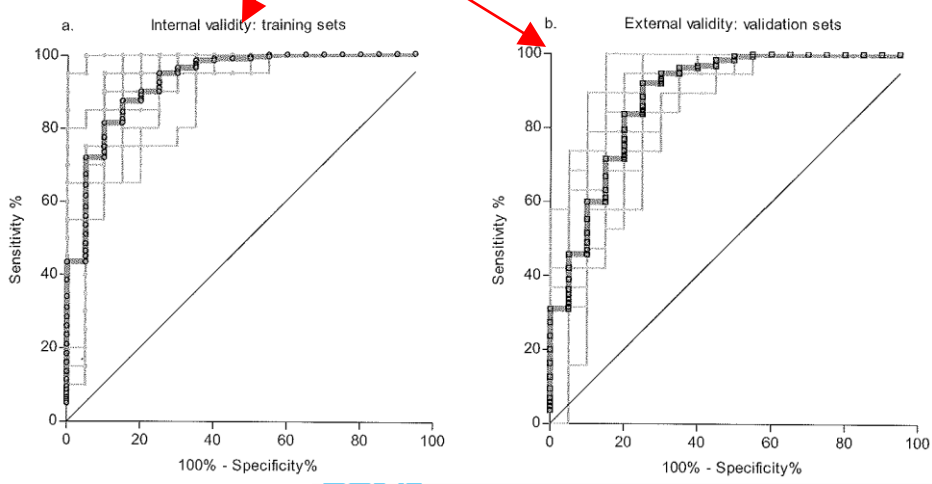 a. Internal validity: training sets
100
80
60
40
20
0
Sensitivity %
0 20 40 60 80 100
100% - Specificity%
b. External validity: validation sets
100
80
60
40
20
0
Sensitivity %
0 20 40 60 80 100
100% - Specificity%